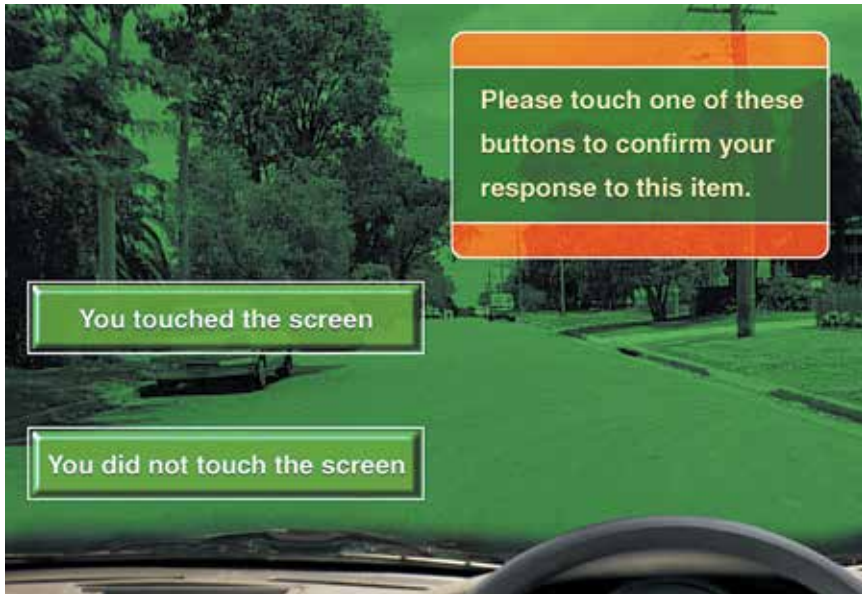 Please touch one of these
buttons to confirm your
response to this item.
You touched the screen
You did not touch the screen